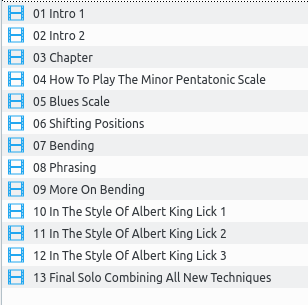 01 Intro 1
02 Intro 2
03 Chapter
04 How To Play The Minor Pentatonic Scale
05 Blues Scale
06 Shifting Positions
07 Bending
08 Phrasing
09 More On Bending
10 In The Style Of Albert King Lick 1
11 In The Style Of Albert King Lick 2
12 In The Style Of Albert King Lick 3
13 Final Solo Combining All New Techniques